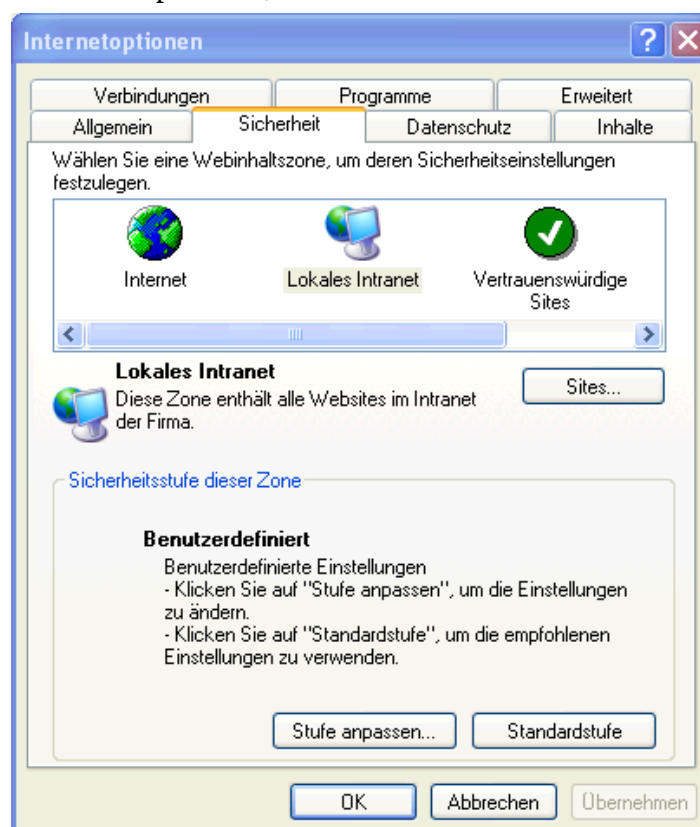 Internetoptionen
Verbindungen Programme Erweitert
Allgemein Sicherheit Datenschutz Inhalte
Wählen Sie eine Webinhaltszone, um deren Sicherheitseinstellungen
festzulegen.
Internet Lokales Intranet Vertrauenswürdige
Sites
Lokales Intranet
Sites...
Diese Zone enthält alle Websites im Intranet
der Firma.
Sicherheitsstufe dieser Zone
Benutzerdefiniert
Benutzerdefinierte Einstellungen
- Klicken Sie auf "Stufe anpassen", um die Einstellungen
zu ändern.
- Klicken Sie auf "Standardstufe", um die empfohlenen
Einstellungen zu verwenden.
Stufe anpassen... Standardstufe
OK Abbrechen Übernehmen